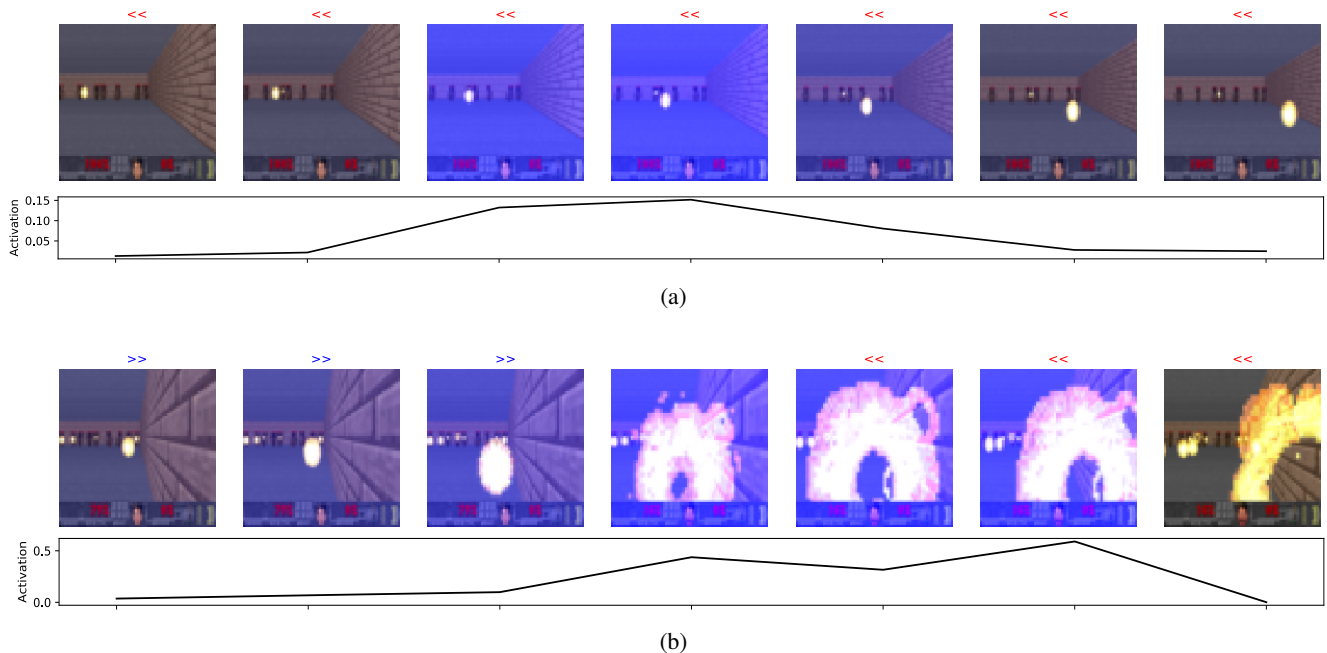 << << << << << << <<
Activation
0.15
0.10
0.05
(a)
>> >> >> << << <<
Activation
0.5
0.0
(b)